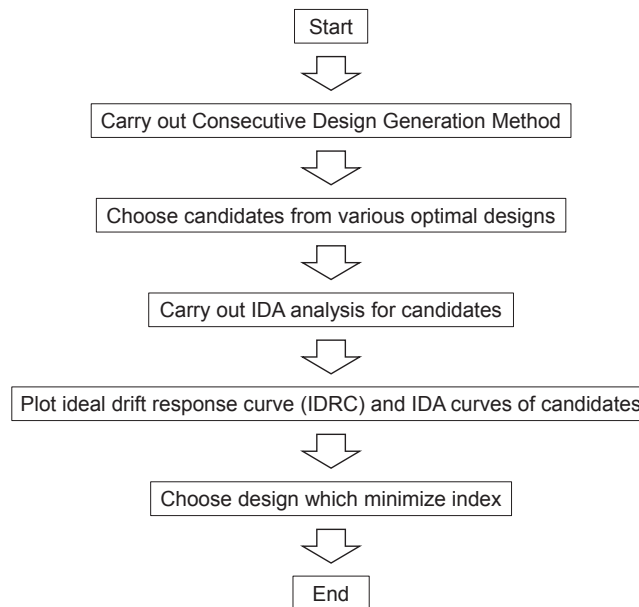 Start
Carry out Consecutive Design Generation Method
Choose candidates from various optimal designs
Carry out IDA analysis for candidates
Plot ideal drift response curve (IDRC) and IDA curves of candidates
Choose design which minimize index
End